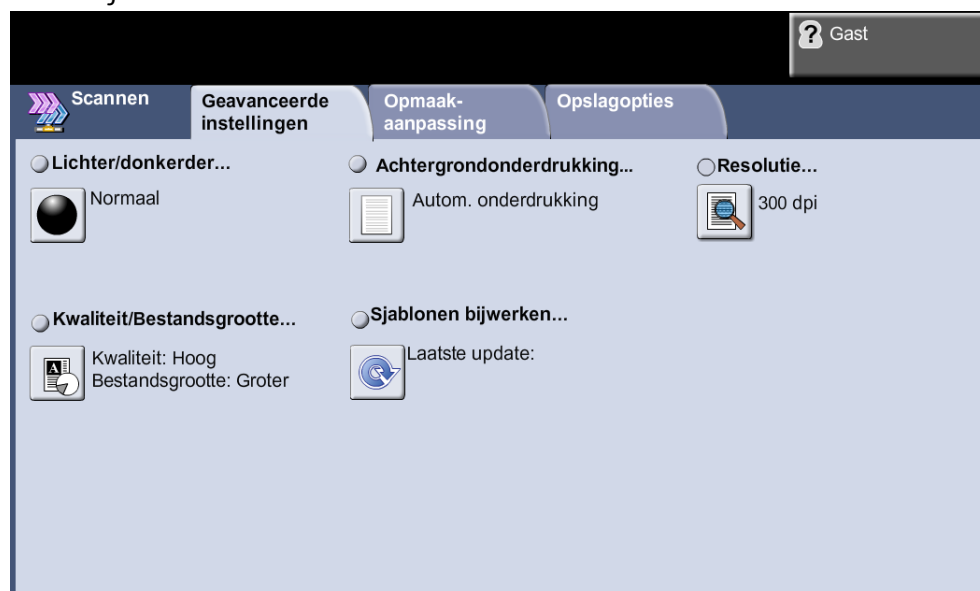 Gast
Scannen
Geavanceerde
instellingen
Opmaak-
aanpassing
Opslagopties
Lichter/donkerder...
Normaal
Achtergrondonderdrukking...
Autom. onderdrukking
Resolutie...
300 dpi
Kwaliteit/Bestandsgrootte...
Kwaliteit: Hoog
Bestandsgrootte: Groter
Sjablonen bijwerken...
Laatste update: